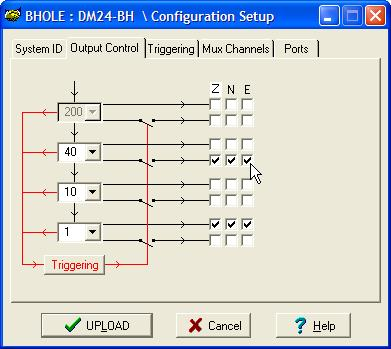 BHOLE : DM24-BH \ Configuration Setup
System ID Output Control Triggering Mux Channels Ports
Z N E
200
40
10
1
Triggering
UPLOAD Cancel Help